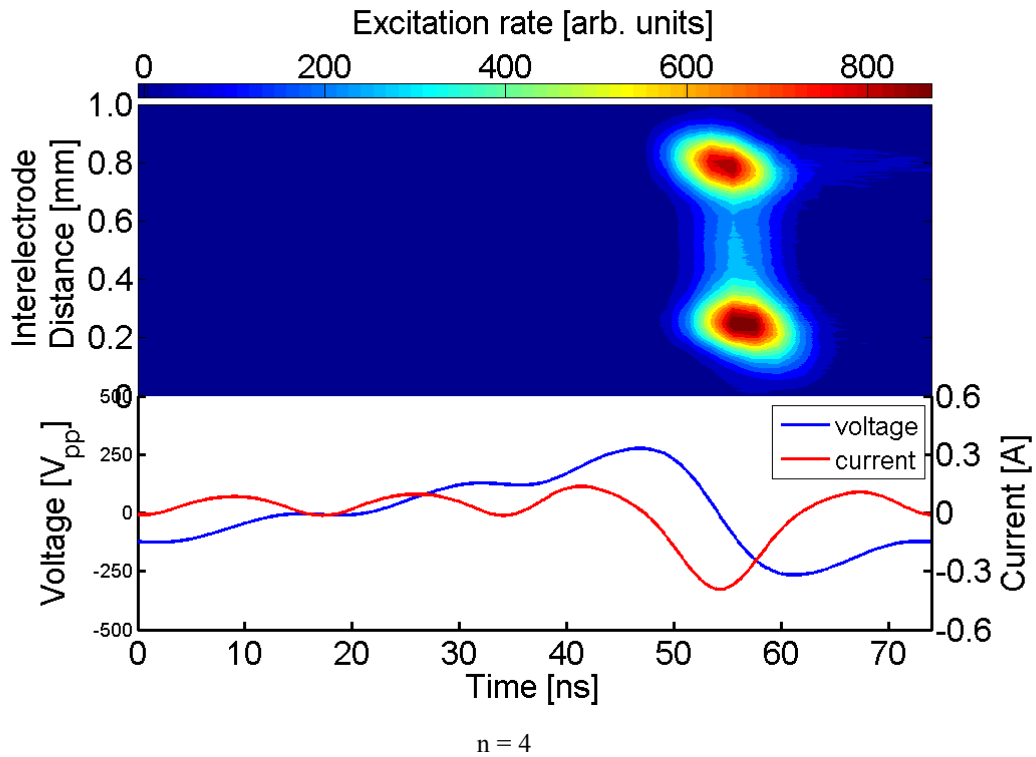 Excitation rate [arb. units]
0 200 400 600 800
Interelectrode
Distance [mm]
1.0
0.8
0.6
0.4
0.2
0
Voltage [Vpp]
500
250
0
-250
-500
voltage
current
0.6
0.3
0
-0.3
-0.6
Current [A]
0 10 20 30 40 50 60 70
Time [ns]
n = 4